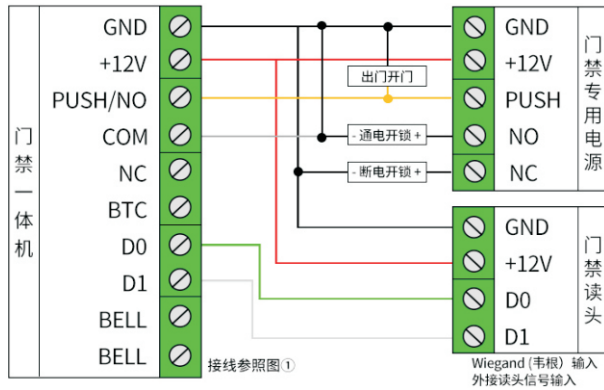 门禁一体机
GND
+12V
PUSH/NO
COM
NC
BTC
D0
D1
BELL
BELL
出门开门
- 通电开锁 +
- 断电开锁 +
接线参照图①
GND
+12V
PUSH
NO
NC
门禁专用电源
GND
+12V
D0
D1
门禁读头
Wiegand (韦根) 输入
外接读头信号输入